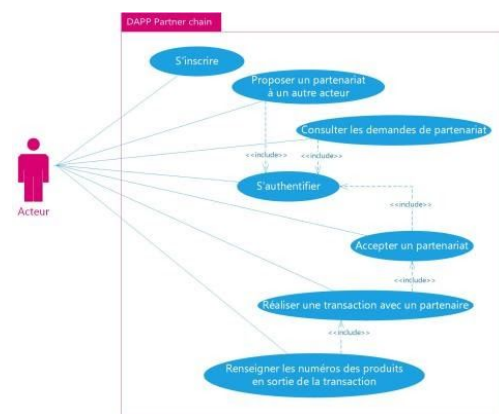 DAPP Partner chain
S'inscrire
Proposer un partenariat
à un autre acteur
Consulter les demandes de partenariat
<<include>>
<<include>>
S'authentifier
Acteur
<<include>>
Accepter un partenariat
<<include>>
Réaliser une transaction avec un partenaire
<<include>>
Renseigner les numéros des produits
en sortie de la transaction